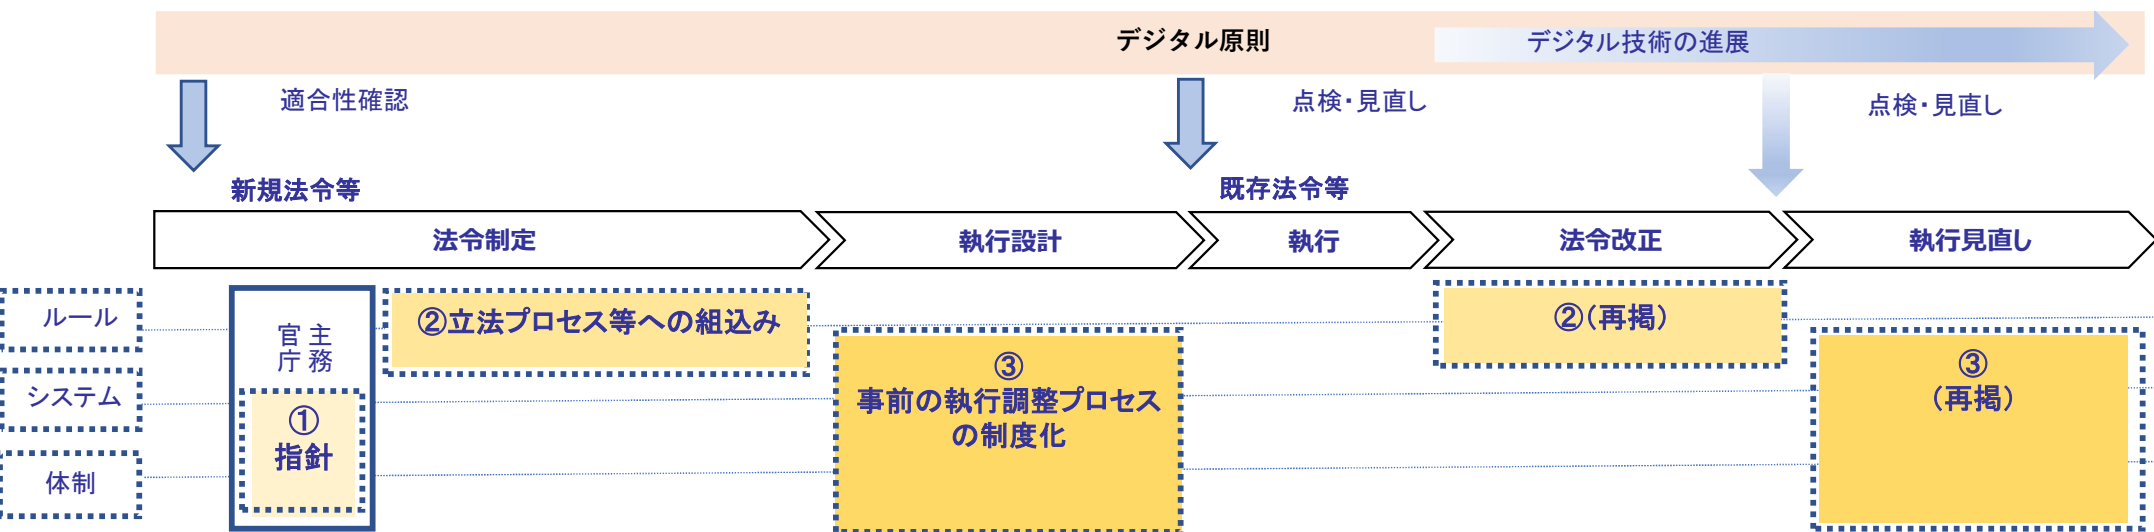 デジタル原則
デジタル技術の進展
適合性確認
点検・見直し
点検・見直し
新規法令等
既存法令等
法令制定
執行設計
執行
法令改正
執行見直し
ルール
システム
体制
主務
官庁
①
指針
②立法プロセス等への組込み
③
事前の執行調整プロセス
の制度化
②(再掲)
③
(再掲)